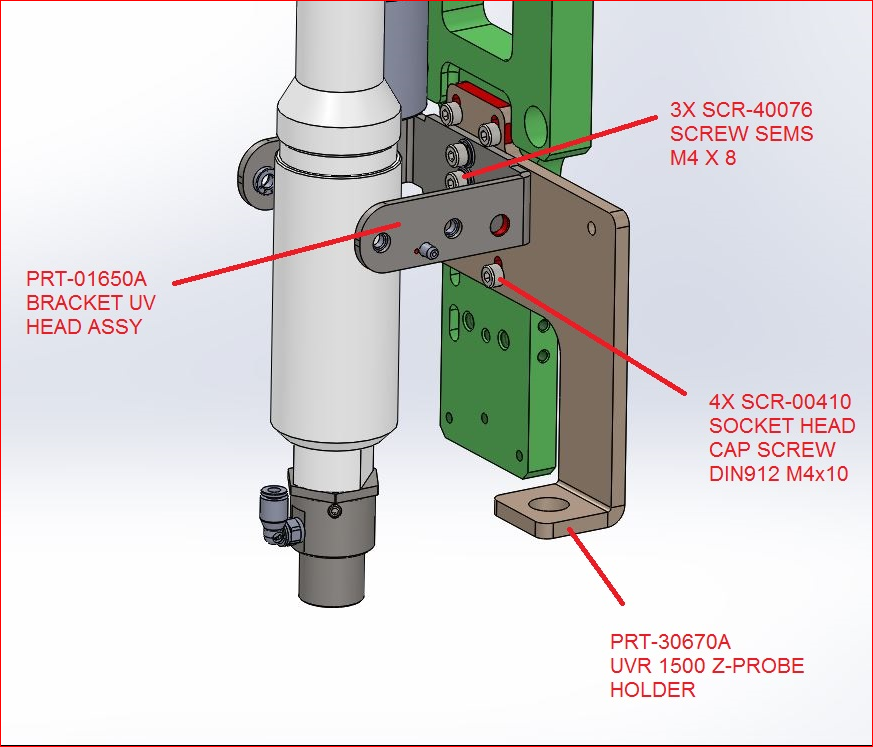 3X SCR-40076
SCREW SEMS
M4 X 8
PRT-01650A
BRACKET UV
HEAD ASSY
4X SCR-00410
SOCKET HEAD
CAP SCREW
DIN912 M4x10
PRT-30670A
UVR 1500 Z-PROBE
HOLDER